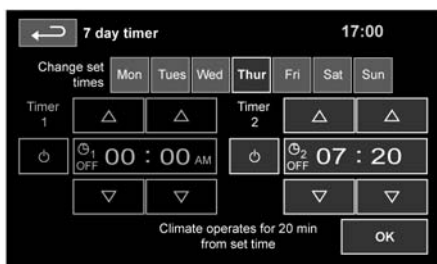 7 day timer 17:00
Change set times Mon Tues Wed Thur Fri Sat Sun
Timer 1 Timer 2
1 OFF 00 : 00 AM 2 OFF 07 : 20
Climate operates for 20 min
from set time
OK